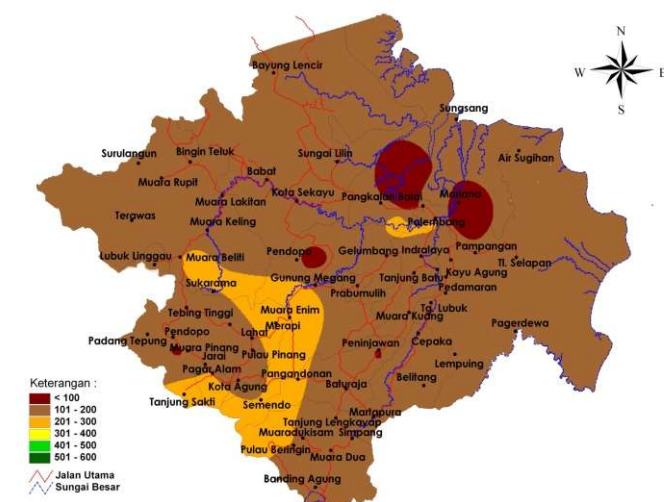 N
W E
S
Bayung Lencir
Sungsang
Surulangun
Bingin Teluk
Sungai Lilin
Air Sugihan
Muara Rupit
Babat
Kota Sekayu
Pangkalan Balai
Mariana
Muara Lakitan
Terawas
Muara Keling
Palembang
Lubuk Linggau
Muara Beliti
Pendopo
Gelumbang
Indralaya
Pampangan
Tl. Selapan
Sukarama
Gunung Megang
Tanjung Batu
Kayu Agung
Prabumulih
Pedamaran
Tebing Tinggi
Muara Enim
Merapi
Muara Kuang
Tg. Lubuk
Padang Tepung
Pendopo
Lahat
Peninjawan
Cepaka
Pagerdewa
Muara Pinang
Jarai
Pulau Pinang
Lempuing
Pagar Alam
Pangandonan
Kota Agung
Baturaja
Belitang
Tanjung Sakti
Semendo
Martapura
Tanjung Lengkayap
Muaradukisam
Simpang
Pulau Beringin
Muara Dua
Banding Agung
Keterangan :
< 100
101 - 200
201 - 300
301 - 400
401 - 500
501 - 600
Jalan Utama
Sungai Besar